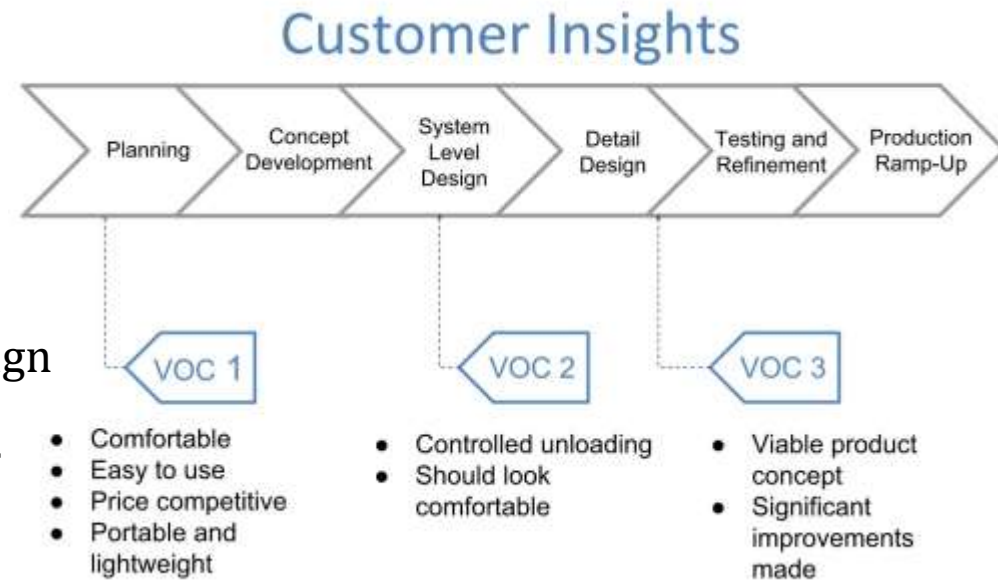 Customer Insights
Planning
Concept
Development
System
Level
Design
Detail
Design
Testing and
Refinement
Production
Ramp-Up
gn
VOC 1
VOC 2
VOC 3
● Comfortable
● Easy to use
● Price competitive
● Portable and
lightweight
● Controlled unloading
● Should look
comfortable
● Viable product
concept
● Significant
improvements
made